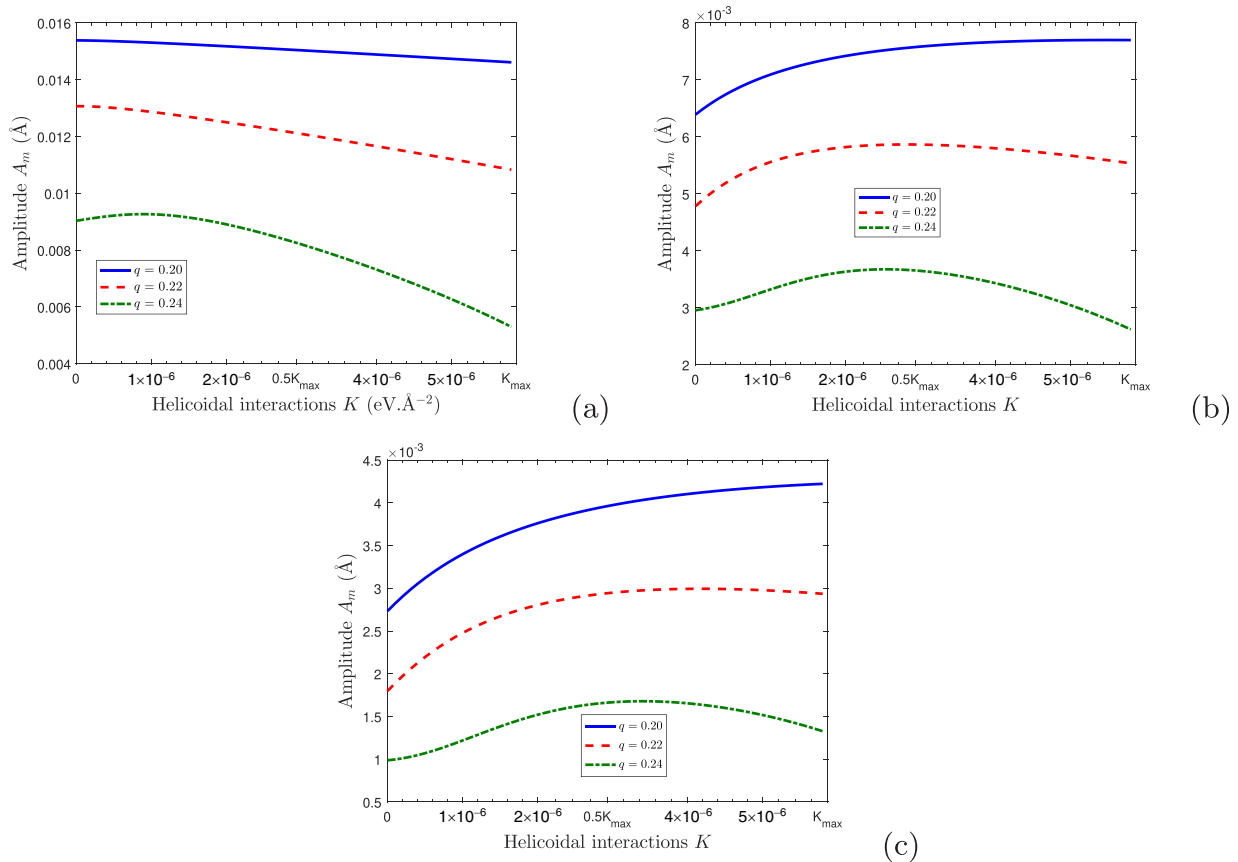 0.016
0.014
0.012
0.01
0.008
0.006
0.004
Amplitude A_m (Å)
q = 0.20
q = 0.22
q = 0.24
0 1×10⁻⁶ 2×10⁻⁶ 0.5K_max 4×10⁻⁶ 5×10⁻⁶ K_max
Helicoidal interactions K (eV.Å⁻²)
(a)
×10⁻³
8
7
6
5
4
3
2
Amplitude A_m (Å)
q = 0.20
q = 0.22
q = 0.24
0 1×10⁻⁶ 2×10⁻⁶ 0.5K_max 4×10⁻⁶ 5×10⁻⁶ K_max
Helicoidal interactions K
(b)
×10⁻³
4.5
4
3.5
3
2.5
2
1.5
1
0.5
Amplitude A_m (Å)
q = 0.20
q = 0.22
q = 0.24
0 1×10⁻⁶ 2×10⁻⁶ 0.5K_max 4×10⁻⁶ 5×10⁻⁶ K_max
Helicoidal interactions K
(c)